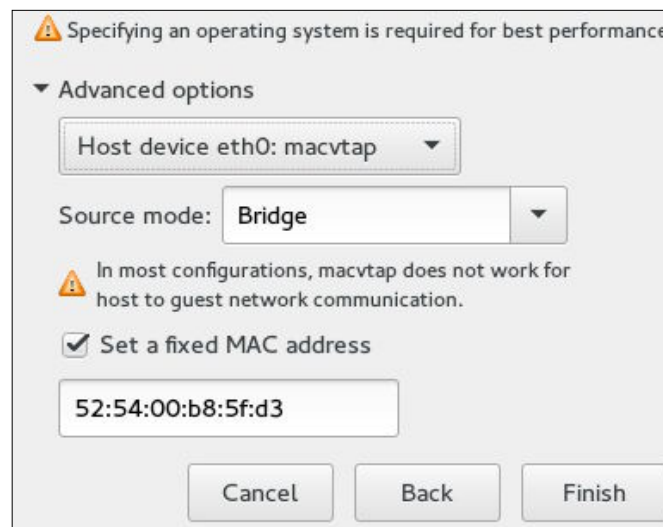 Specifying an operating system is required for best performance
Advanced options
Host device eth0: macvtap
Source mode: Bridge
In most configurations, macvtap does not work for
host to guest network communication.
Set a fixed MAC address
52:54:00:b8:5f:d3
Cancel Back Finish